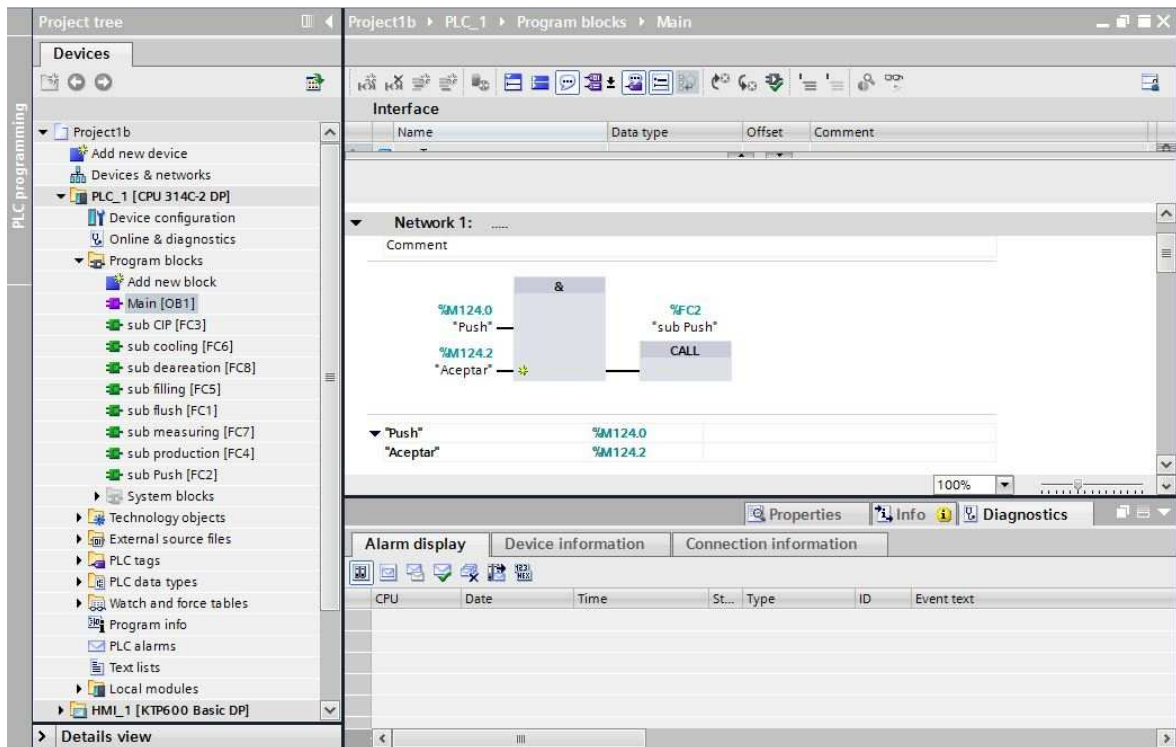 Project tree
Devices
PLC programming
Project1b
Add new device
Devices & networks
PLC_1 [CPU 314C-2 DP]
Device configuration
Online & diagnostics
Program blocks
Add new block
Main [OB1]
sub CIP [FC3]
sub cooling [FC6]
sub deareation [FC8]
sub filling [FC5]
sub flush [FC1]
sub measuring [FC7]
sub production [FC4]
sub Push [FC2]
System blocks
Technology objects
External source files
PLC tags
PLC data types
Watch and force tables
Program info
PLC alarms
Text lists
Local modules
HMI_1 [KTP600 Basic DP]
Details view
Project1b PLC_1 Program blocks Main
Interface
Name Data type Offset Comment
Network 1: .....
Comment
&
%M124.0
"Push"
%M124.2
"Aceptar"
%FC2
"sub Push"
CALL
"Push" %M124.0
"Aceptar" %M124.2
100%
Properties Info Diagnostics
Alarm display Device information Connection information
CPU Date Time St... Type ID Event text